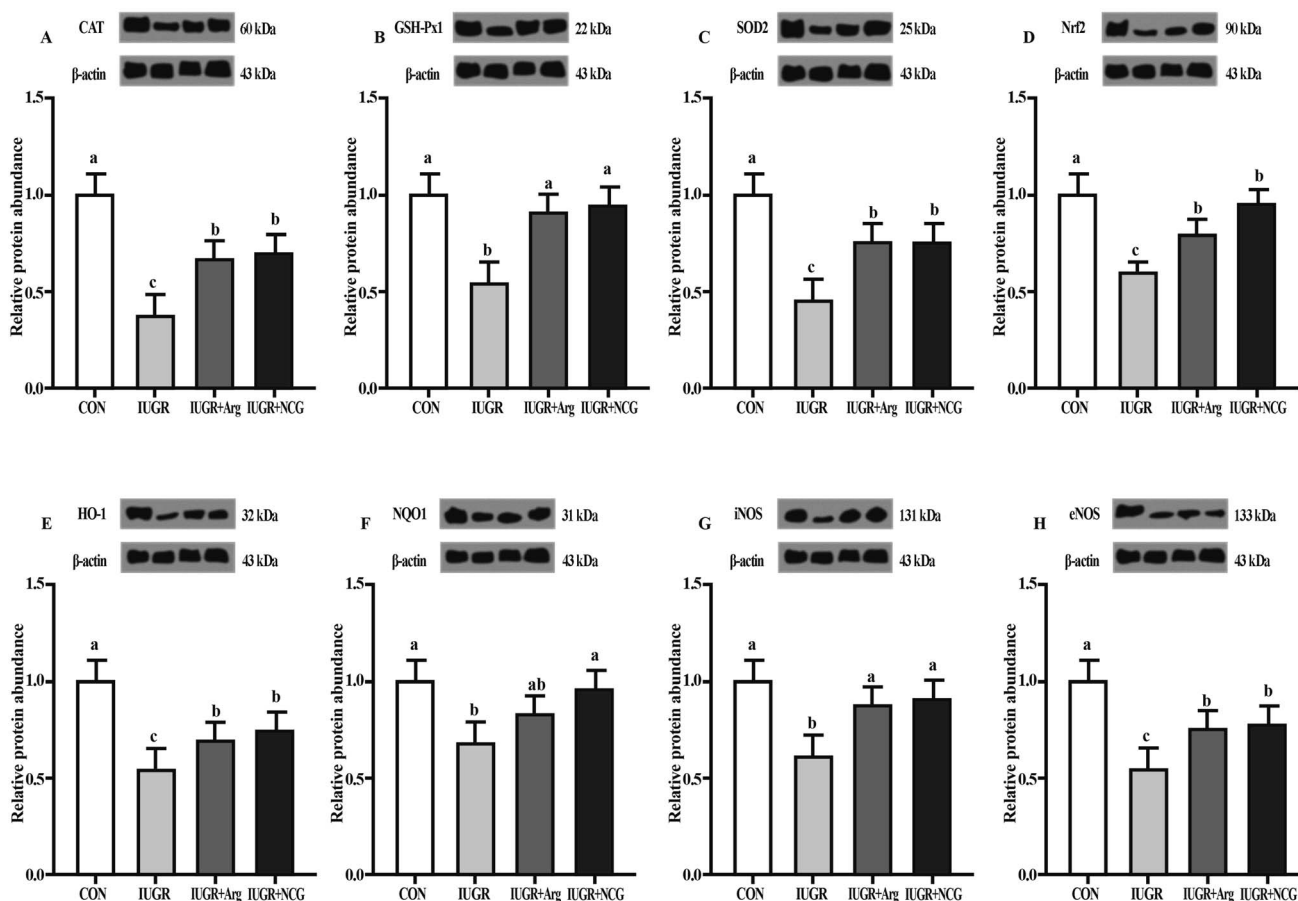 A CAT 60 kDa
β-actin 43 kDa
Relative protein abundance
1.5
1.0
0.5
0.0
a
c
b
b
CON IUGR IUGR+Arg IUGR+NCG
B GSH-Px1 22 kDa
β-actin 43 kDa
Relative protein abundance
1.5
1.0
0.5
0.0
a
b
a
a
CON IUGR IUGR+Arg IUGR+NCG
C SOD2 25 kDa
β-actin 43 kDa
Relative protein abundance
1.5
1.0
0.5
0.0
a
c
b
b
CON IUGR IUGR+Arg IUGR+NCG
D Nrf2 90 kDa
β-actin 43 kDa
Relative protein abundance
1.5
1.0
0.5
0.0
a
c
b
b
CON IUGR IUGR+Arg IUGR+NCG
E HO-1 32 kDa
β-actin 43 kDa
Relative protein abundance
1.5
1.0
0.5
0.0
a
c
b
b
CON IUGR IUGR+Arg IUGR+NCG
F NQO1 31 kDa
β-actin 43 kDa
Relative protein abundance
1.5
1.0
0.5
0.0
a
b
ab
a
CON IUGR IUGR+Arg IUGR+NCG
G iNOS 131 kDa
β-actin 43 kDa
Relative protein abundance
1.5
1.0
0.5
0.0
a
b
a
a
CON IUGR IUGR+Arg IUGR+NCG
H eNOS 133 kDa
β-actin 43 kDa
Relative protein abundance
1.5
1.0
0.5
0.0
a
c
b
b
CON IUGR IUGR+Arg IUGR+NCG